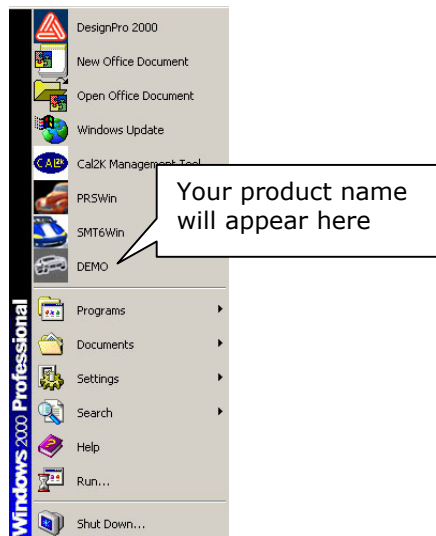 DesignPro 2000
New Office Document
Open Office Document
Windows Update
CAL2K
Cal2K Management Tool
PRSWin
SMT6Win
DEMO
Your product name
will appear here
Programs
Documents
Settings
Search
Help
Run...
Shut Down...
Windows 2000 Professional